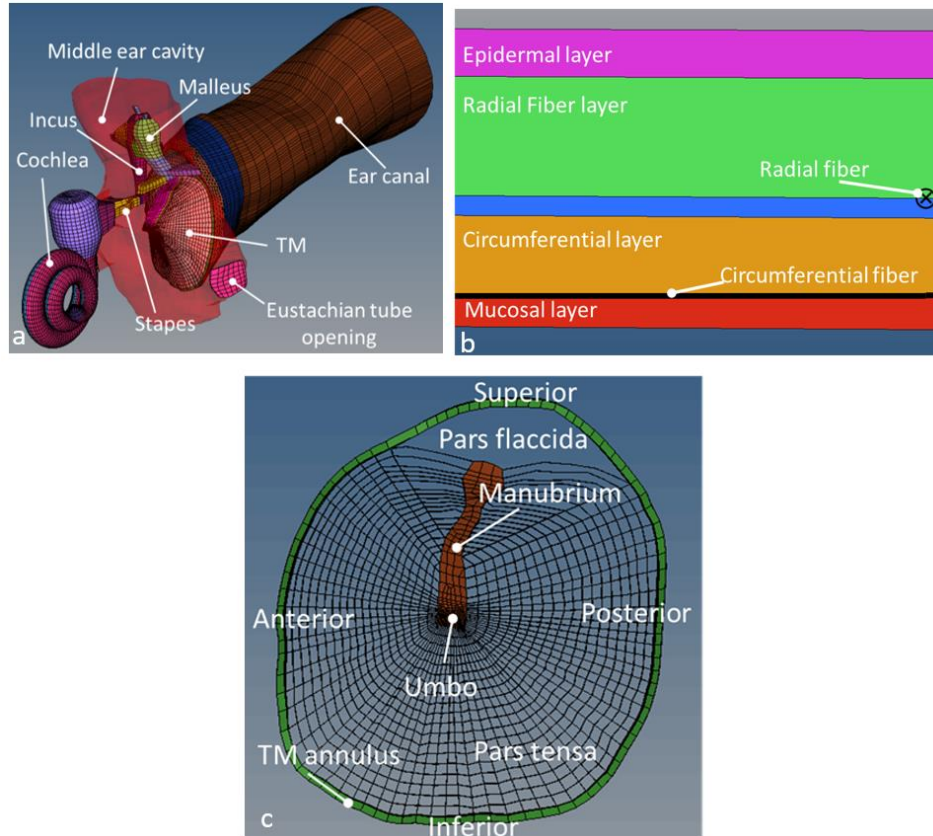 Middle ear cavity
Malleus
Incus
Cochlea
Ear canal
TM
Eustachian tube
opening
Stapes
a
Epidermal layer
Radial Fiber layer
Radial fiber
Circumferential layer
Circumferential fiber
Mucosal layer
b
Superior
Pars flaccida
Manubrium
Anterior
Posterior
Umbo
TM annulus
Pars tensa
c
Inferior